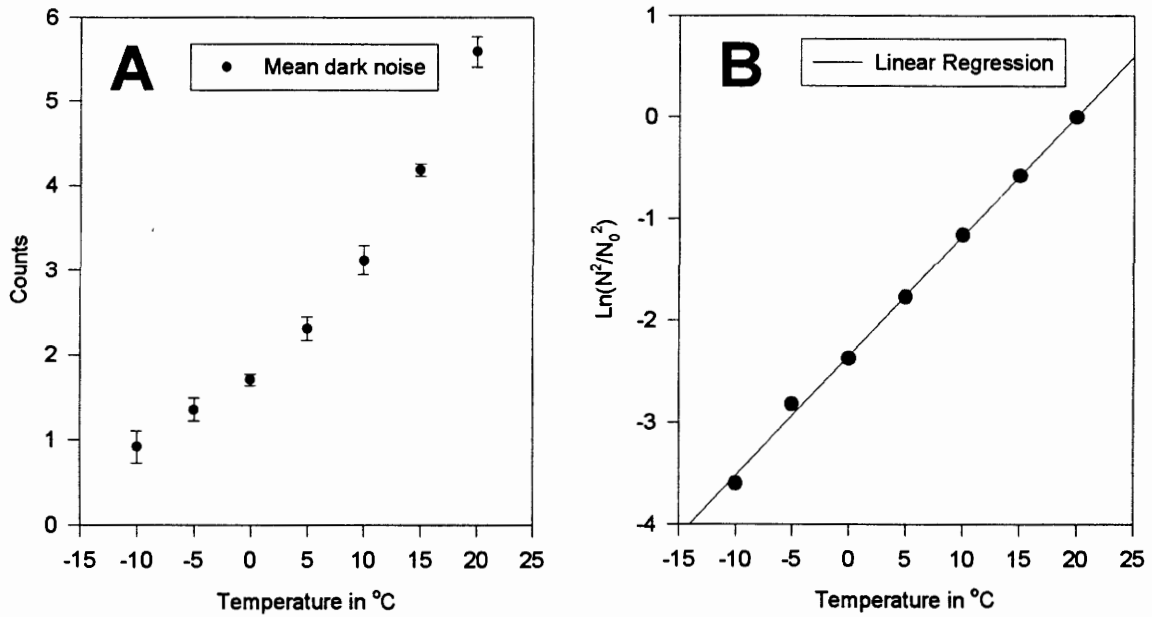 A
Mean dark noise
6
5
4
3
2
1
0
Counts
-15 -10 -5 0 5 10 15 20 25
Temperature in °C
B
Linear Regression
1
0
-1
-2
-3
-4
Ln(N²/N₀²)
-15 -10 -5 0 5 10 15 20 25
Temperature in °C